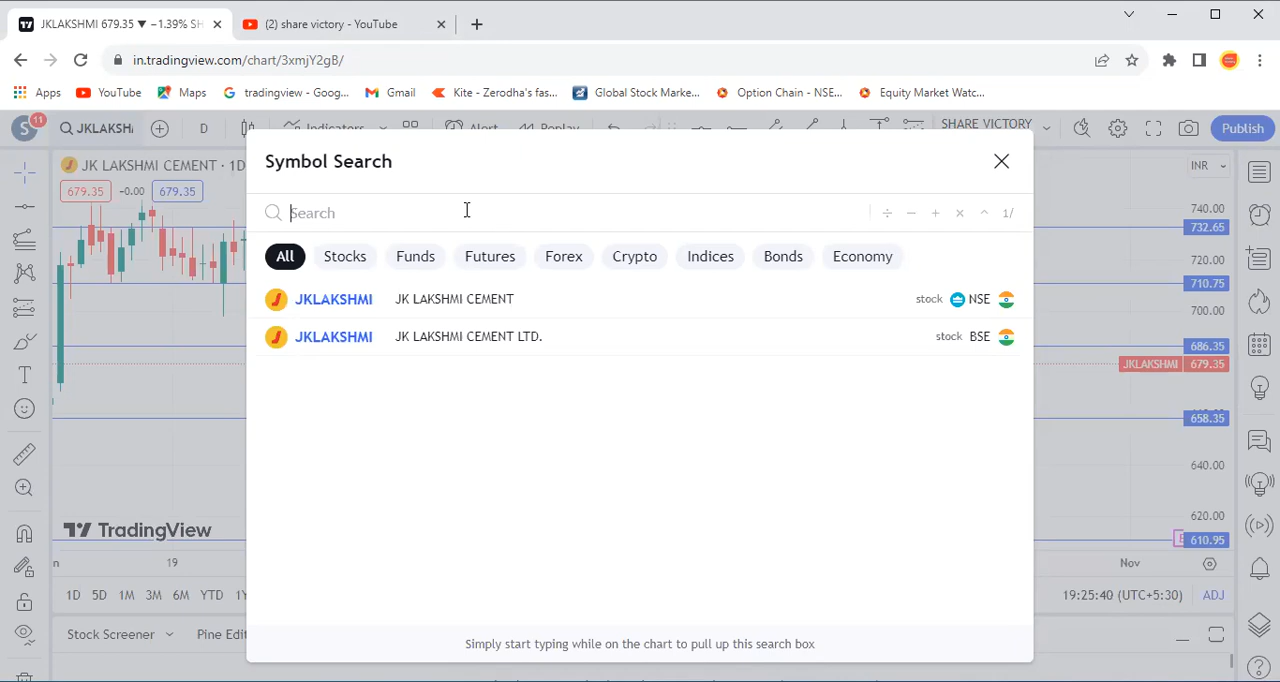 JKLAKSHMI 679.35 ▼ −1.39% SH
(2) share victory - YouTube
in.tradingview.com/chart/3xmjY2gB/
Apps
YouTube
Maps
tradingview - Goog...
Gmail
Kite - Zerodha's fas...
Global Stock Marke...
Option Chain - NSE...
Equity Market Watc...
S
11
JKLAKSH
D
Indicators
Alert
Replay
SHARE VICTORY
Publish
JK LAKSHMI CEMENT · 1D
679.35
-0.00
679.35
Symbol Search
Search
÷ − + × ^ 1/
All
Stocks
Funds
Futures
Forex
Crypto
Indices
Bonds
Economy
JKLAKSHMI JK LAKSHMI CEMENT stock NSE
JKLAKSHMI JK LAKSHMI CEMENT LTD. stock BSE
Simply start typing while on the chart to pull up this search box
INR
740.00
732.65
720.00
710.75
700.00
686.35
JKLAKSHMI 679.35
658.35
640.00
620.00
E
610.95
TradingView
19
Nov
1D 5D 1M 3M 6M YTD 1Y
19:25:40 (UTC+5:30)
ADJ
Stock Screener
Pine Edit